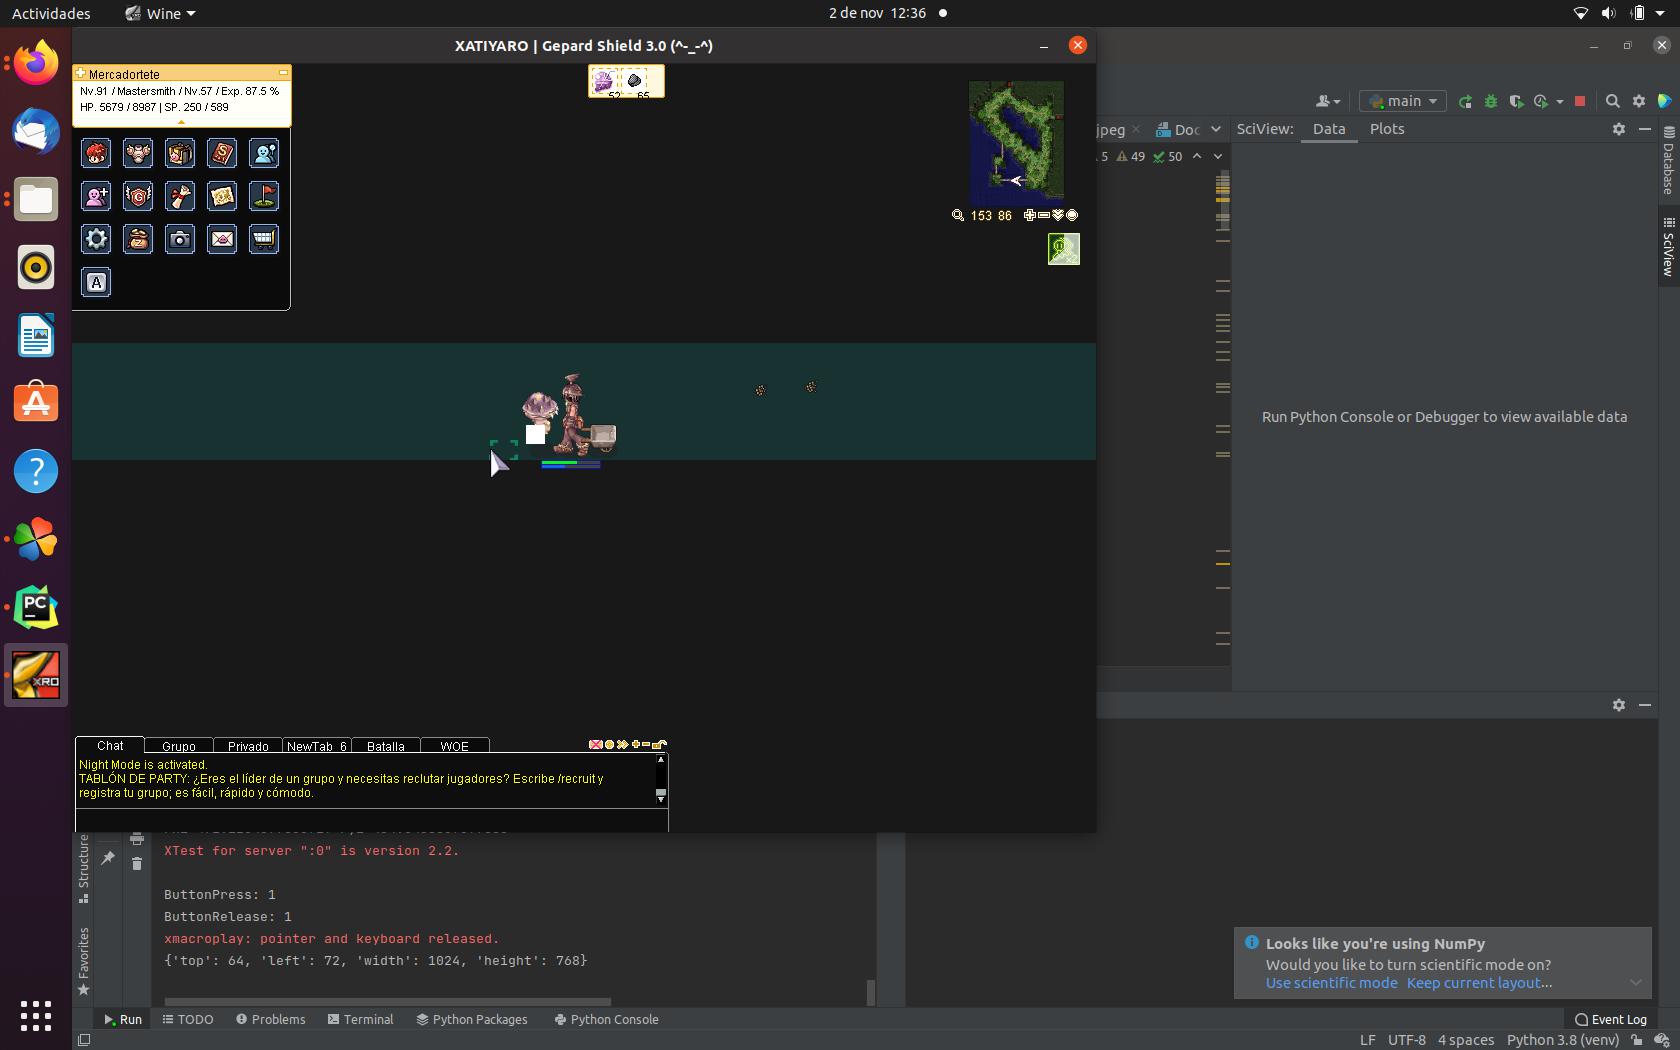 Actividades
Wine
2 de nov 12:36
XATIYARO | Gepard Shield 3.0 (^-_-^)
Mercadortete
Nv.91 / Mastersmith / Nv.57 / Exp. 87.5 %
HP. 5679 / 8987 | SP. 250 / 589
52
65
S
G
Z
A
153 86
main
jpeg
Doc
SciView:
Data
Plots
5
49
50
Database
SciView
Run Python Console or Debugger to view available data
PC
XRO
Chat
Grupo
Privado
NewTab_6
Batalla
WOE
Night Mode is activated.
TABLÓN DE PARTY: ¿Eres el líder de un grupo y necesitas reclutar jugadores? Escribe /recruit y
registra tu grupo; es fácil, rápido y cómodo.
Structure
Favorites
XTest for server ":0" is version 2.2.
ButtonPress: 1
ButtonRelease: 1
xmacroplay: pointer and keyboard released.
{'top': 64, 'left': 72, 'width': 1024, 'height': 768}
Looks like you're using NumPy
Would you like to turn scientific mode on?
Use scientific mode Keep current layout...
Run
TODO
Problems
Terminal
Python Packages
Python Console
Event Log
LF
UTF-8
4 spaces
Python 3.8 (venv)